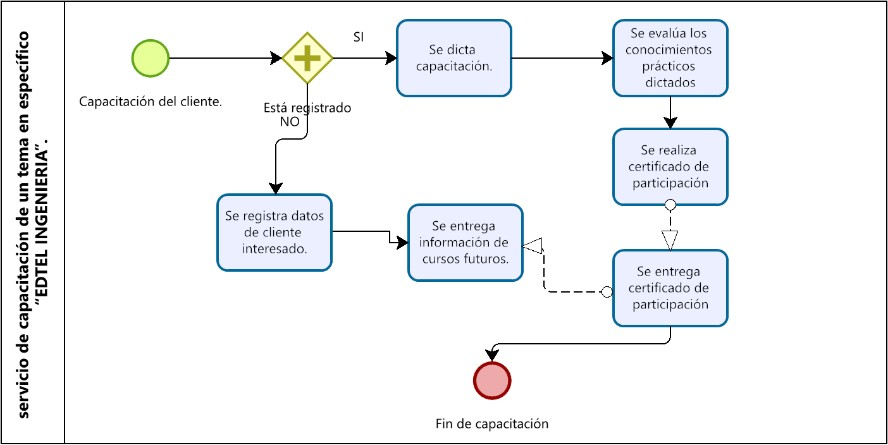 servicio de capacitación de un tema en específico
“EDTEL INGENIERIA”.
Capacitación del cliente.
SI
Está registrado
NO
Se dicta
capacitación.
Se evalúa los
conocimientos
prácticos
dictados
Se realiza
certificado de
participación
Se registra datos
de cliente
interesado.
Se entrega
información de
cursos futuros.
Se entrega
certificado de
participación
Fin de capacitación